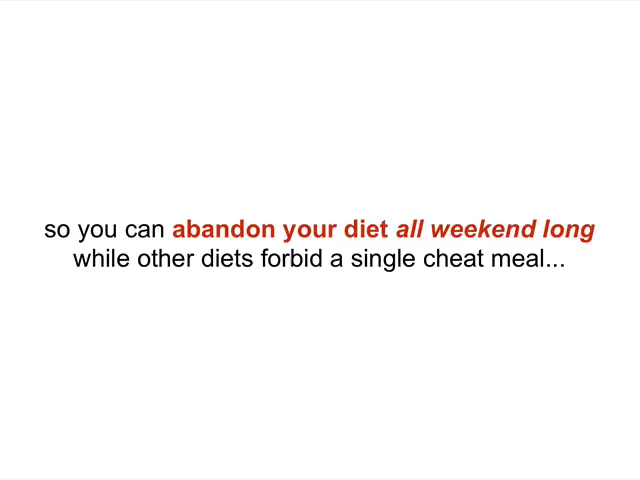 so you can abandon your diet all weekend long
while other diets forbid a single cheat meal...